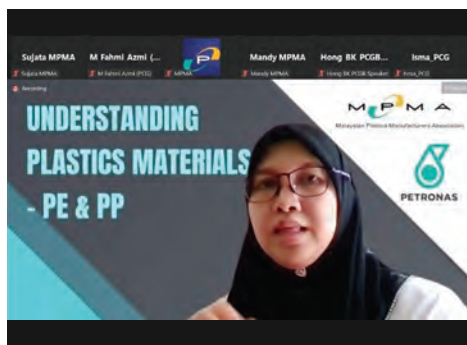 Sujata MPMA
M Fahmi Azmi (...
Mandy MPMA
Hong BK PCGB...
Isma_PCG
Sujata MPMA
M Fahmi Azmi (PCG)
MPMA
Mandy MPMA
Hong BK PCGB Speaker
Isma_PCG
Recording
UNDERSTANDING
PLASTICS MATERIALS
- PE & PP
MPMA
Malaysian Plastics Manufacturers Association
PETRONAS